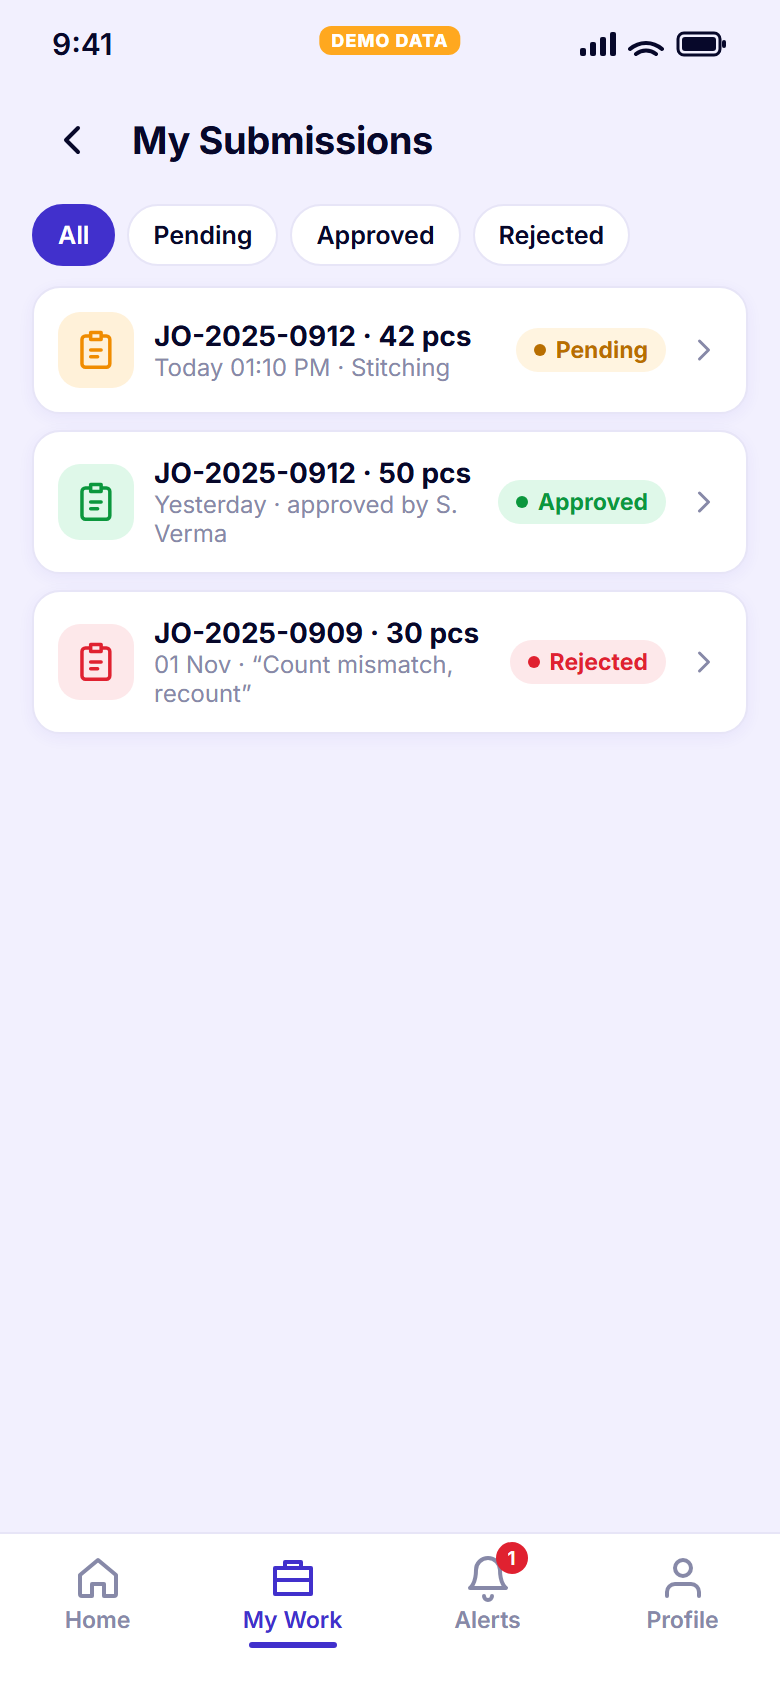 9:41
DEMO DATA
My Submissions
All
Pending
Approved
Rejected
JO-2025-0912 · 42 pcs
Today 01:10 PM · Stitching
Pending
JO-2025-0912 · 50 pcs
Yesterday · approved by S.
Verma
Approved
JO-2025-0909 · 30 pcs
01 Nov · “Count mismatch,
recount”
Rejected
1
Home
My Work
Alerts
Profile